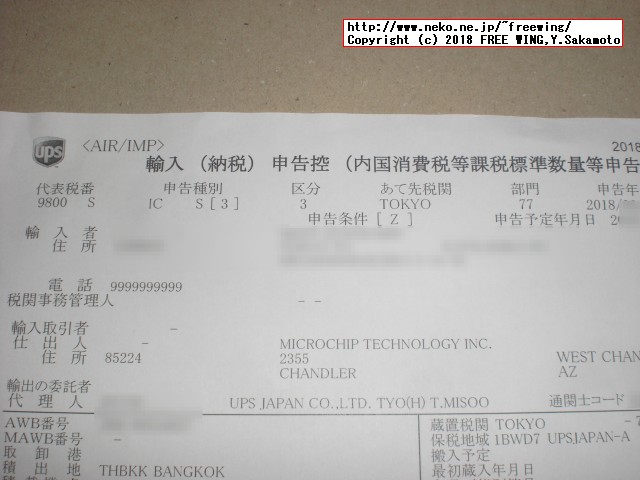 http://www.neko.ne.jp/~freewing/
Copyright (c) 2018 FREE WING,Y.Sakamoto
ups <AIR/IMP> 2018
輸入 (納税) 申告控 (内国消費税等課税標準数量等申告
代表税番 申告種別 区分 あて先税関 部門 申告年
9800 S IC S [ 3 ] 3 TOKYO 77 2018/
申告条件 [ Z ] 申告予定年月日
輸入者
住所
電話 9999999999
税関事務管理人 - -
輸入取引者 -
仕出人 - MICROCHIP TECHNOLOGY INC.
住所 85224 2355 WEST CHAN
CHANDLER AZ
輸出の委託者
代理人 UPS JAPAN CO.,LTD. TYO(H) T.MISOO 通関士コード
AWB番号 蔵置税関 TOKYO - 7
MAWB番号 - 保税地域 1BWD7 UPSJAPAN-A
取卸港 搬入予定
積出地 THBKK BANGKOK 最初蔵入年月日